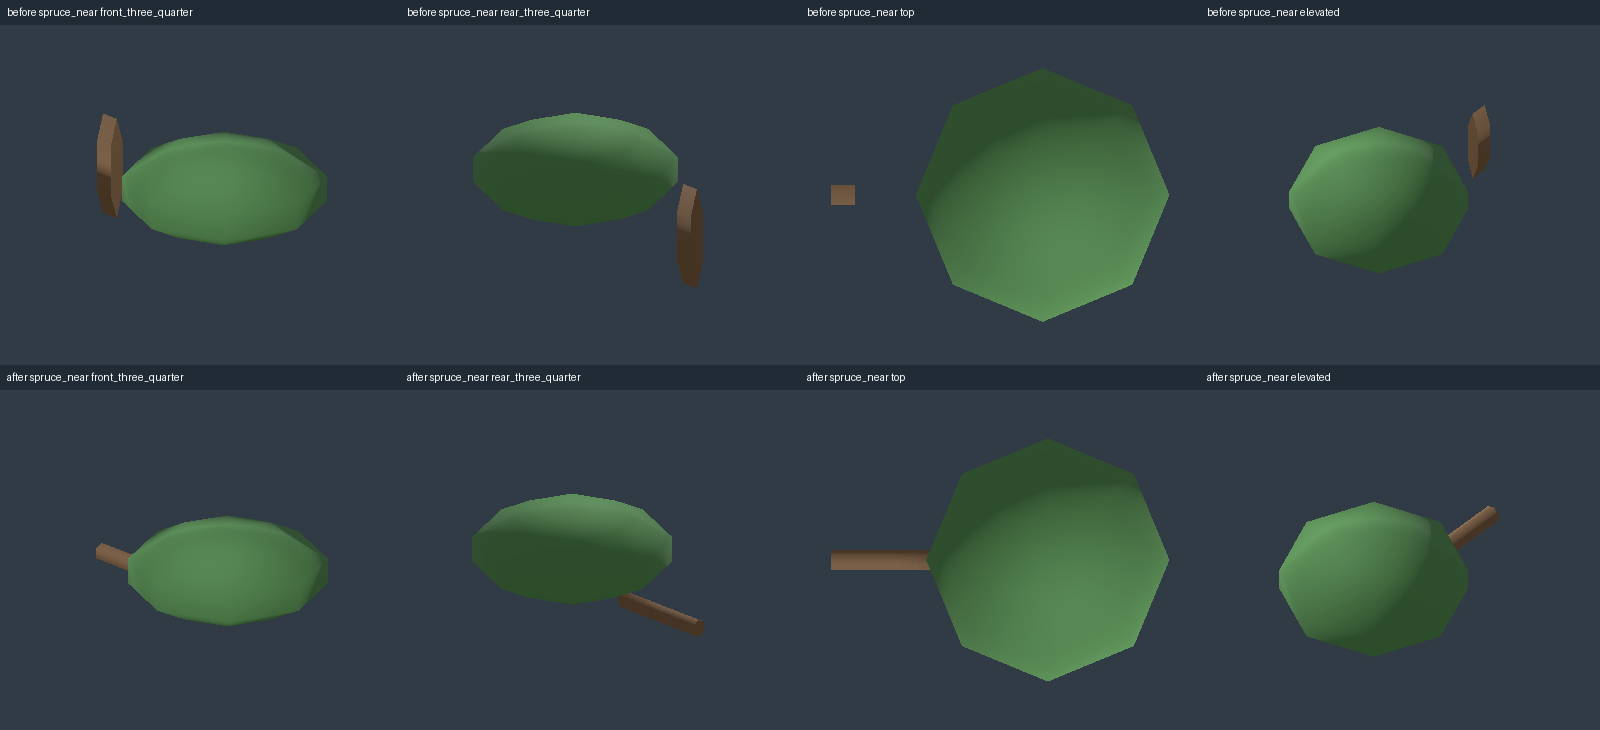 before spruce_near front_three_quarter
before spruce_near rear_three_quarter
before spruce_near top
before spruce_near elevated
after spruce_near front_three_quarter
after spruce_near rear_three_quarter
after spruce_near top
after spruce_near elevated